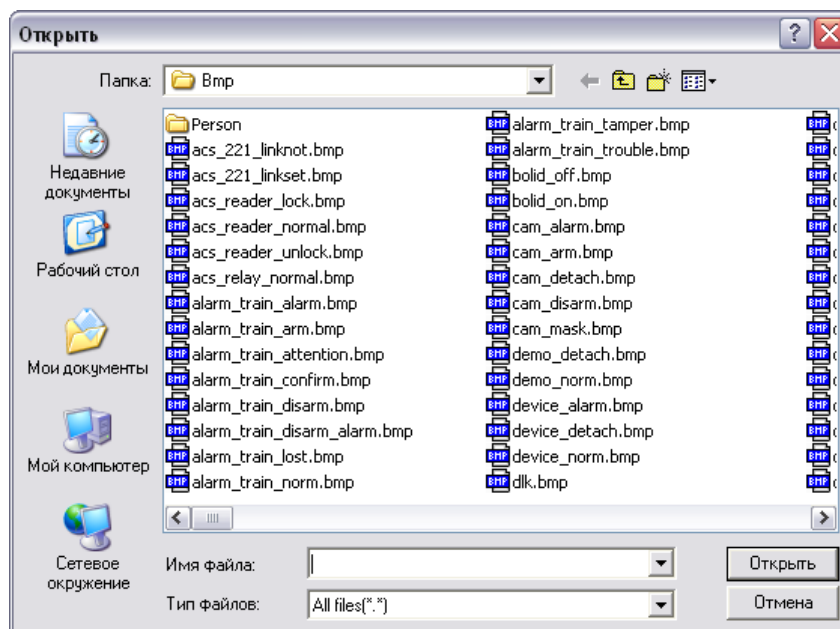 Открыть
Папка: Bmp
Недавние документы
Рабочий стол
Мои документы
Мой компьютер
Сетевое окружение
Person
acs_221_linknot.bmp
acs_221_linkset.bmp
acs_reader_lock.bmp
acs_reader_normal.bmp
acs_reader_unlock.bmp
acs_relay_normal.bmp
alarm_train_alarm.bmp
alarm_train_arm.bmp
alarm_train_attention.bmp
alarm_train_confirm.bmp
alarm_train_disarm.bmp
alarm_train_disarm_alarm.bmp
alarm_train_lost.bmp
alarm_train_norm.bmp
alarm_train_tamper.bmp
alarm_train_trouble.bmp
bolid_off.bmp
bolid_on.bmp
cam_alarm.bmp
cam_arm.bmp
cam_detach.bmp
cam_disarm.bmp
cam_mask.bmp
demo_detach.bmp
demo_norm.bmp
device_alarm.bmp
device_detach.bmp
device_norm.bmp
dlk.bmp
Имя файла:
Открыть
Тип файлов: All files(*.*)
Отмена